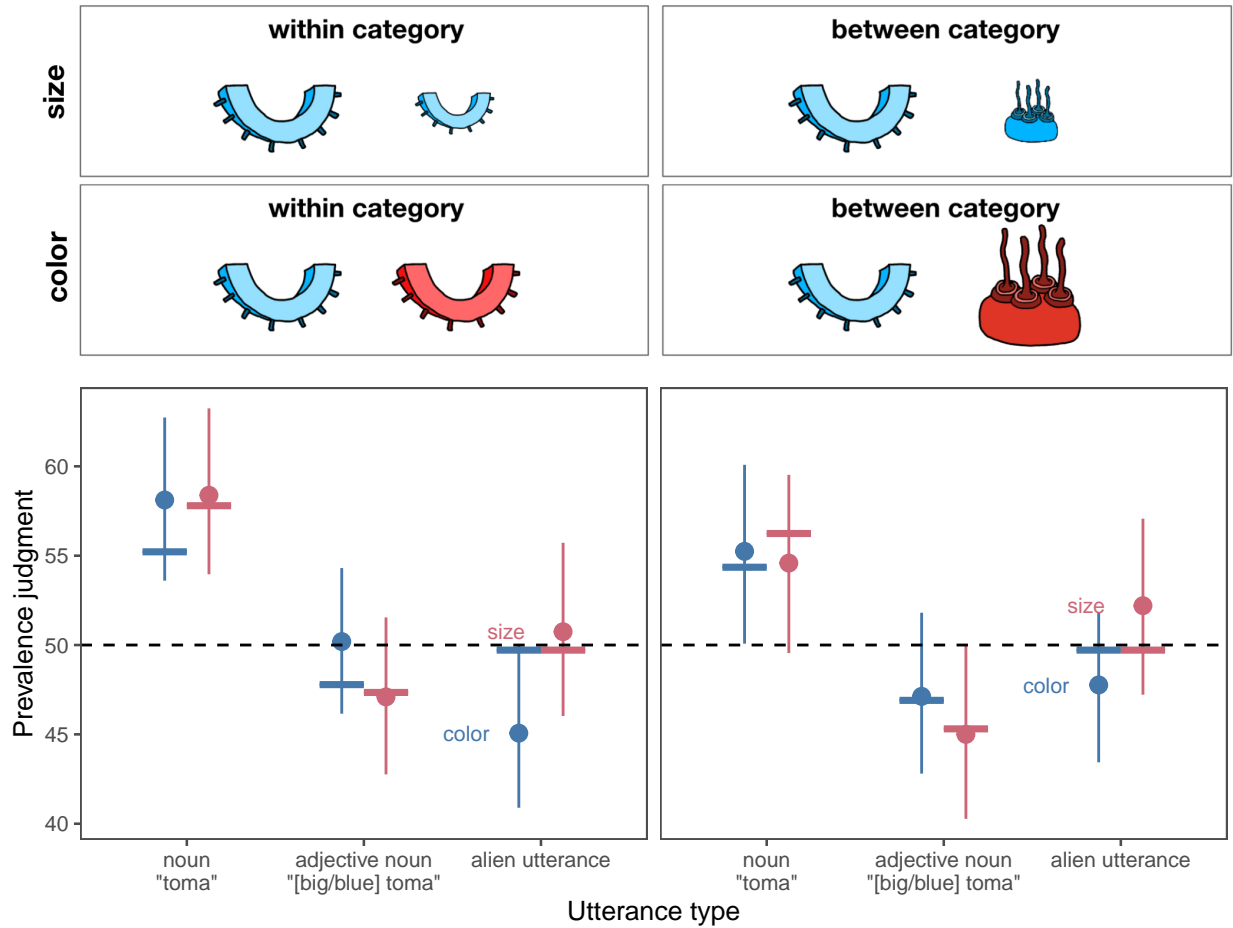 within category
between category
size
within category
between category
color
Prevalence judgment
60
55
50
45
40
size
color
size
color
noun
"toma"
adjective noun
"[big/blue] toma"
alien utterance
noun
"toma"
adjective noun
"[big/blue] toma"
alien utterance
Utterance type